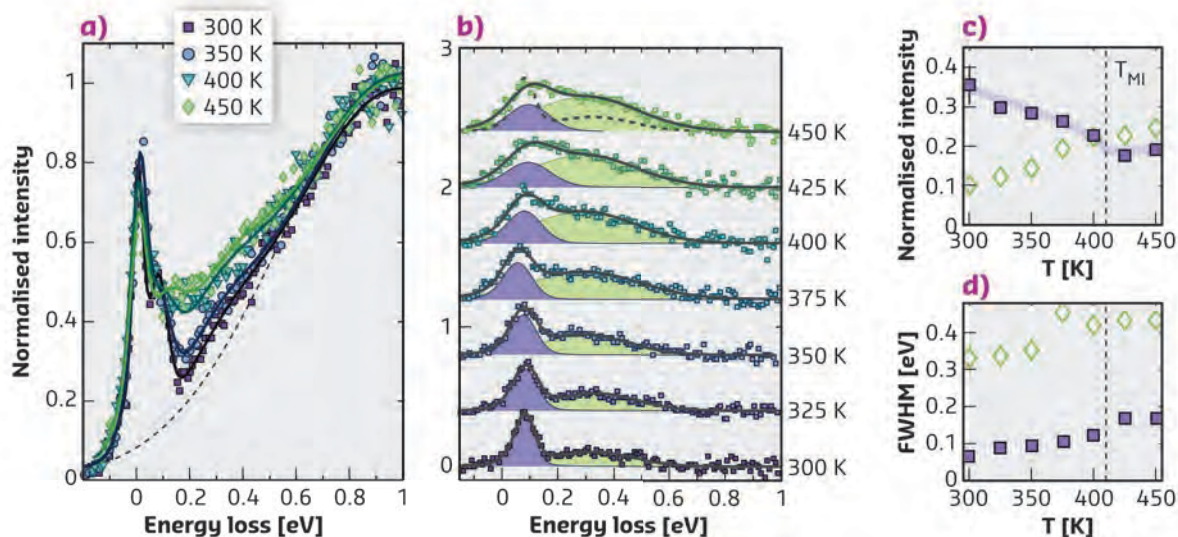 a)
300 K
350 K
400 K
450 K
Normalised intensity
1
0.8
0.6
0.4
0.2
0
0
0.2
0.4
0.6
0.8
1
Energy loss [eV]
b)
3
2
1
0
450 K
425 K
400 K
375 K
350 K
325 K
300 K
0
0.2
0.4
0.6
0.8
1
Energy loss [eV]
c)
Normalised intensity
0.4
0.3
0.2
0.1
0
T_MI
300
350
400
450
T [K]
d)
FWHM [eV]
0.4
0.3
0.2
0.1
0
300
350
400
450
T [K]